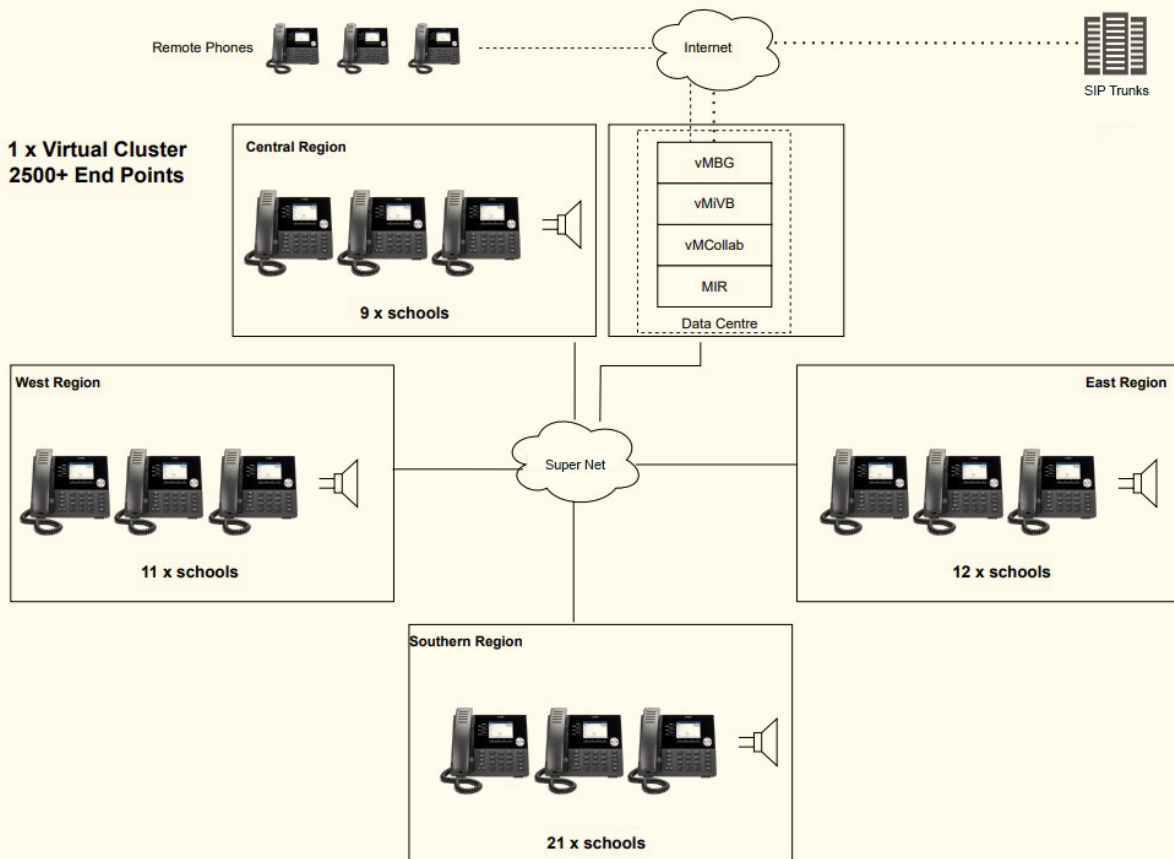 Remote Phones
Internet
SIP Trunks
1 x Virtual Cluster
2500+ End Points
Central Region
9 x schools
vMBG
vMiVB
vMCollab
MIR
Data Centre
West Region
11 x schools
Super Net
East Region
12 x schools
Southern Region
21 x schools